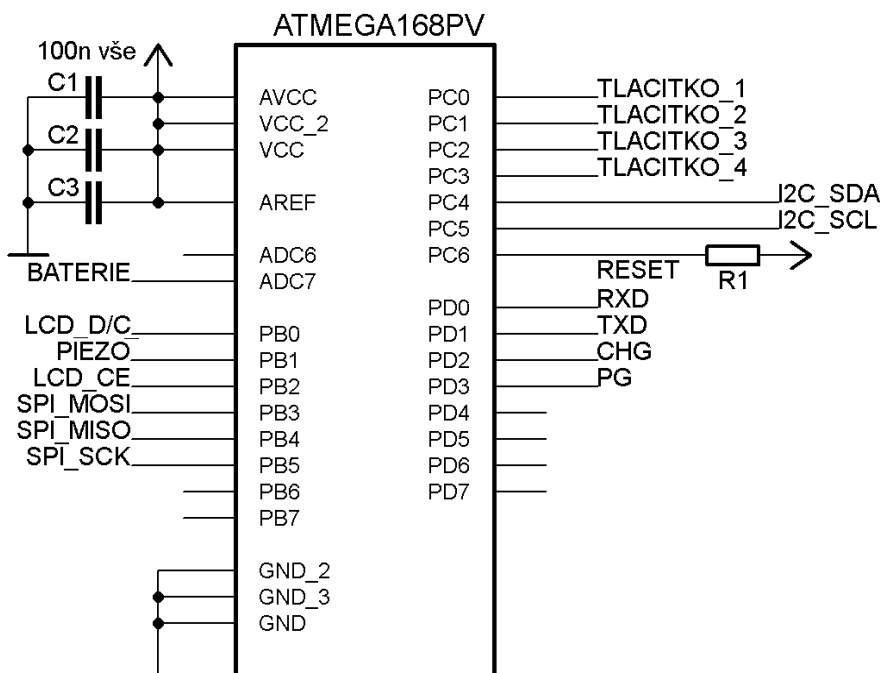 ATMEGA168PV
100n vše
C1
C2
C3
AVCC
VCC_2
VCC
AREF
ADC6
BATERIE
ADC7
LCD_D/C
PB0
PIEZO
PB1
LCD_CE
PB2
SPI_MOSI
PB3
SPI_MISO
PB4
SPI_SCK
PB5
PB6
PB7
GND_2
GND_3
GND
PC0
TLACITKO_1
PC1
TLACITKO_2
PC2
TLACITKO_3
PC3
TLACITKO_4
PC4
I2C_SDA
PC5
I2C_SCL
PC6
RESET
R1
PD0
RXD
PD1
TXD
PD2
CHG
PD3
PG
PD4
PD5
PD6
PD7